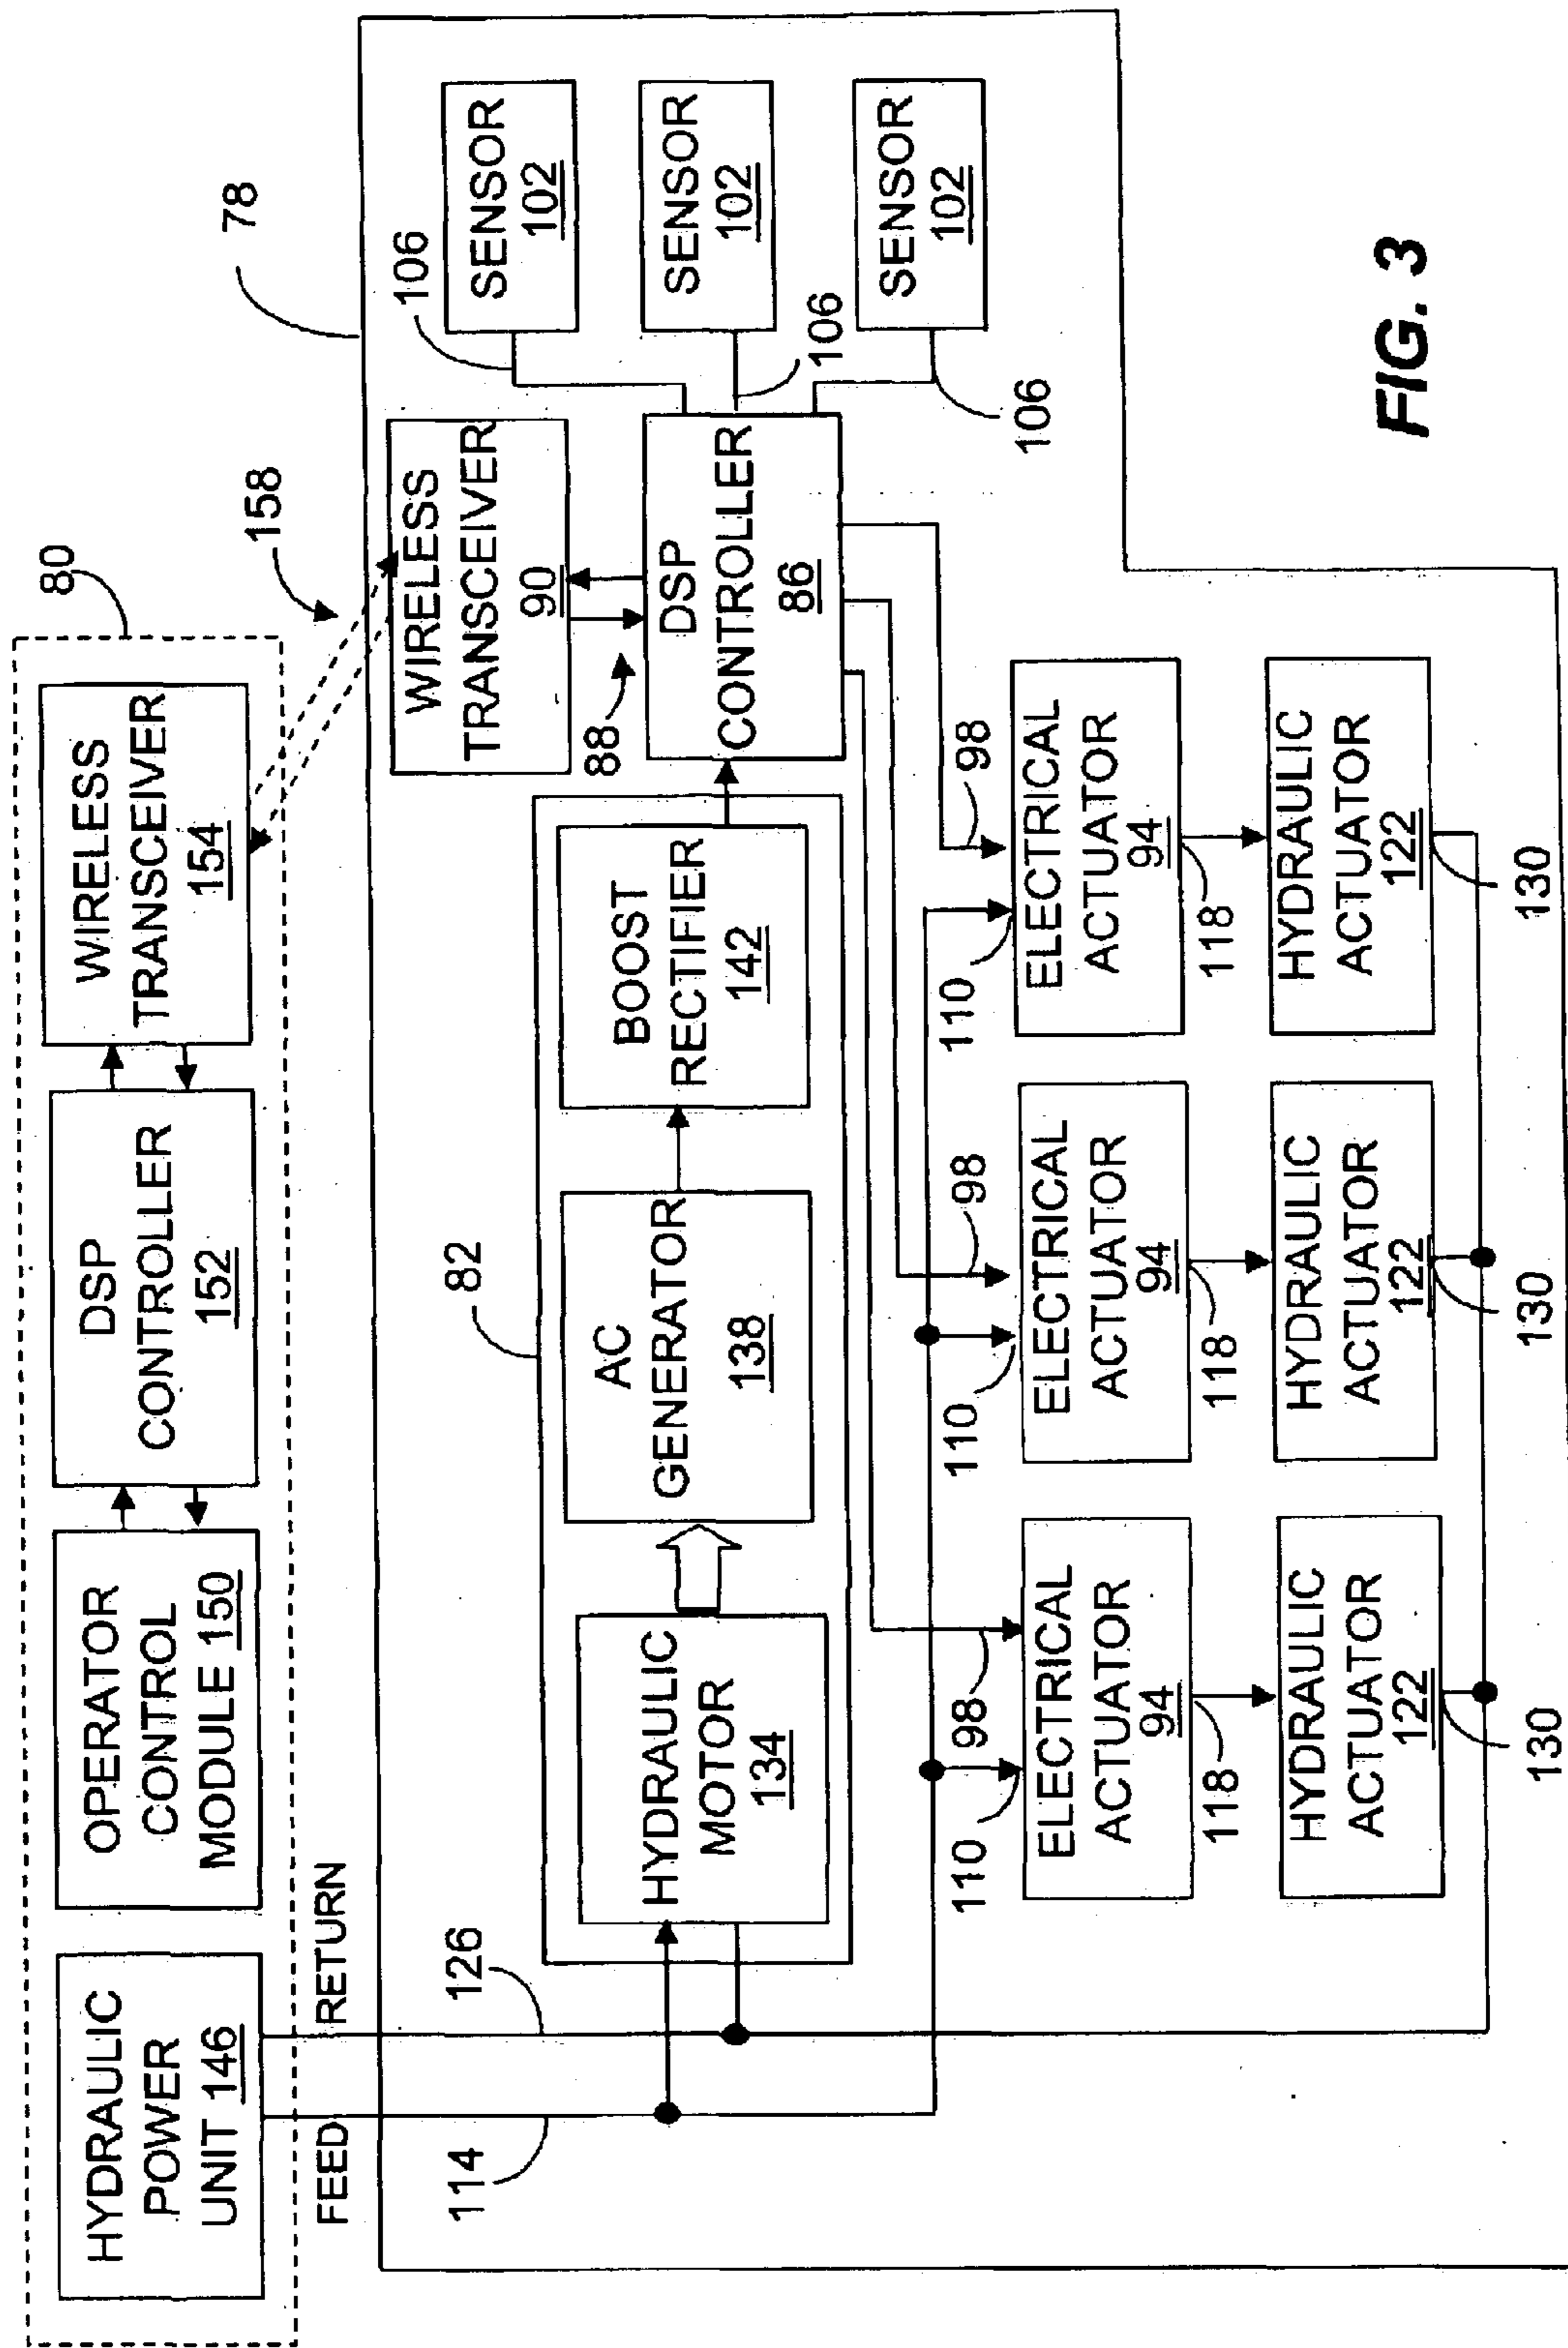 80
HYDRAULIC
POWER
UNIT 146
OPERATOR
CONTROL
MODULE 150
DSP
CONTROLLER
152
WIRELESS
TRANSCEIVER
154
158
78
FEED
RETURN
114
126
82
HYDRAULIC
MOTOR
134
AC
GENERATOR
138
BOOST
RECTIFIER
142
WIRELESS
TRANSCEIVER
90
88
DSP
CONTROLLER
86
106
106
106
SENSOR
102
SENSOR
102
SENSOR
102
110
98
110
98
110
98
ELECTRICAL
ACTUATOR
94
ELECTRICAL
ACTUATOR
94
ELECTRICAL
ACTUATOR
94
118
118
118
HYDRAULIC
ACTUATOR
122
HYDRAULIC
ACTUATOR
122
HYDRAULIC
ACTUATOR
122
130
130
130
FIG. 3